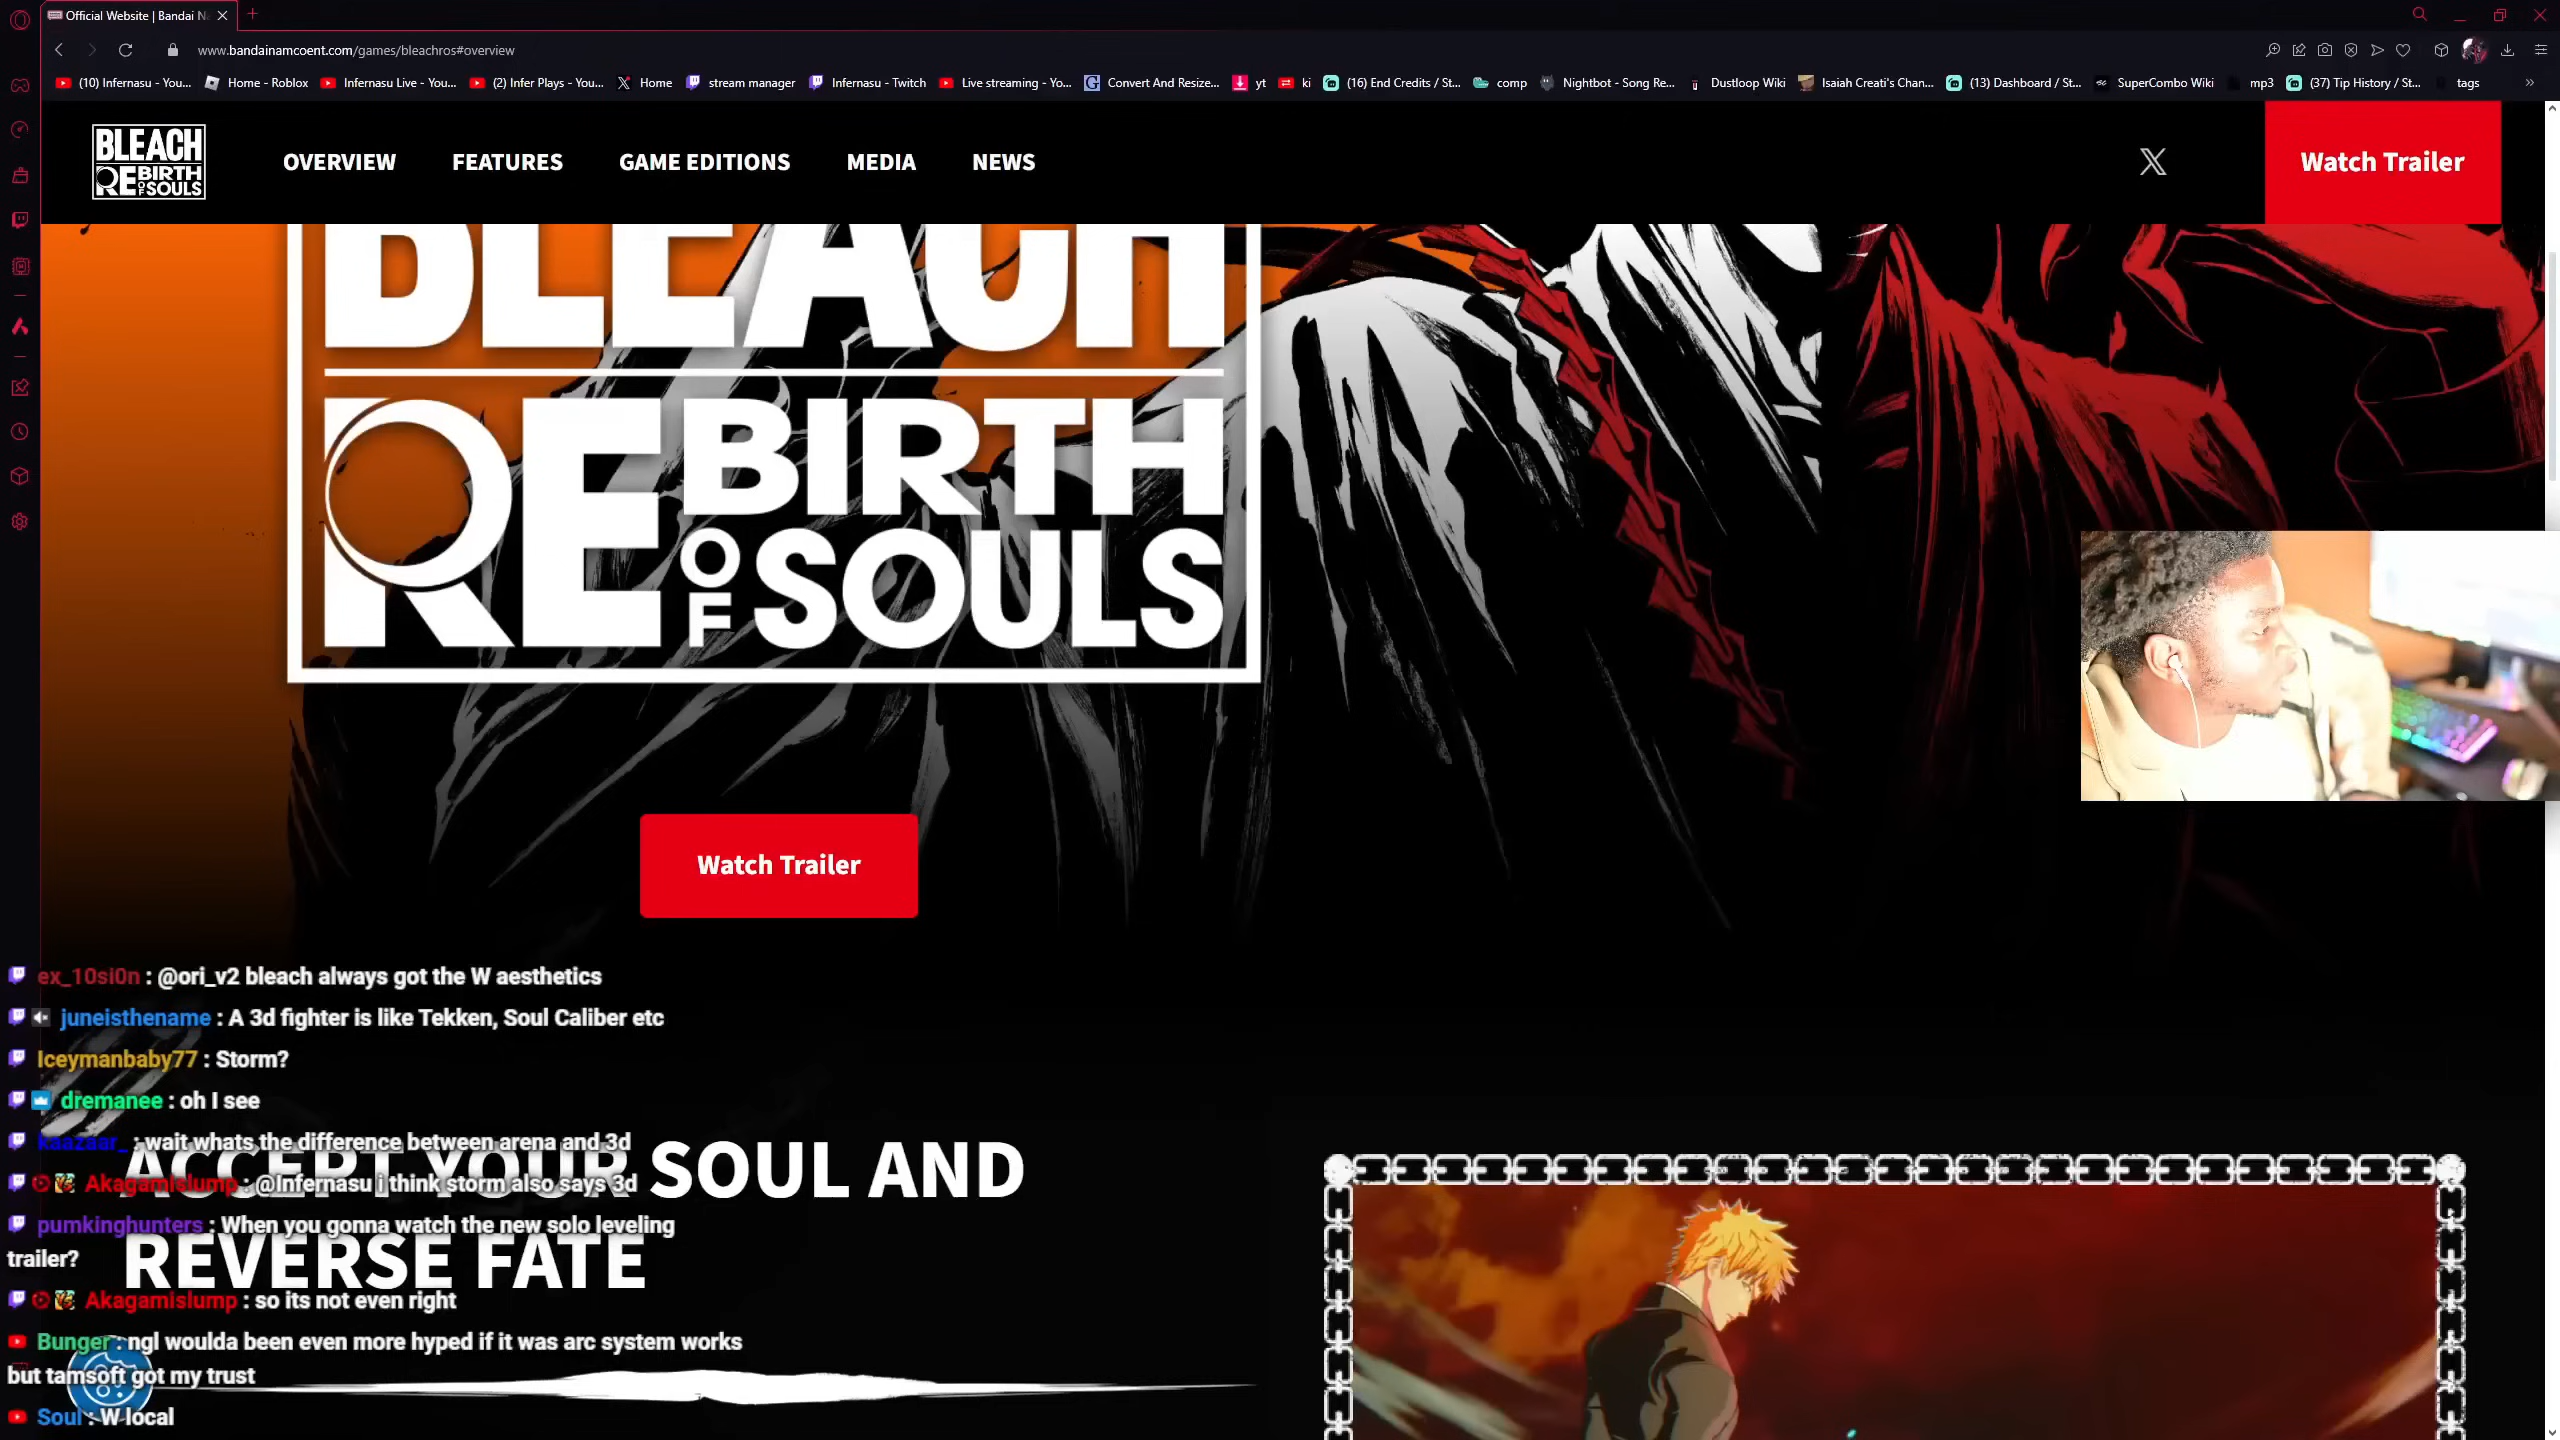 Official Website | Bandai N
www.bandainamcoent.com/games/bleachros#overview
(10) Infernasu - You... Home - Roblox Infernasu Live - You... (2) Infer Plays - You... Home stream manager Infernasu - Twitch Live streaming - Yo... Convert And Resize... yt ki (16) End Credits / St... comp Nightbot - Song Re... Dustloop Wiki Isaiah Creati's Chan... (13) Dashboard / St... SuperCombo Wiki mp3 (37) Tip History / St... tags
BLEACH
REBIRTH
OF SOULS
OVERVIEW FEATURES GAME EDITIONS MEDIA NEWS
Watch Trailer
BLEACH
REBIRTH
OF SOULS
Watch Trailer
ex_10si0n : @ori_v2 bleach always got the W aesthetics
juneisthename : A 3d fighter is like Tekken, Soul Caliber etc
Iceymanbaby77 : Storm?
dremanee : oh I see
kaazaar_ : wait whats the difference between arena and 3d
ACCEPT YOUR SOUL AND
Akagamislump : @Infernasu i think storm also says 3d
pumkinghunters : When you gonna watch the new solo leveling
trailer?
REVERSE FATE
Akagamislump : so its not even right
Bunger : ngl woulda been even more hyped if it was arc system works
but tamsoft got my trust
Soul : W local